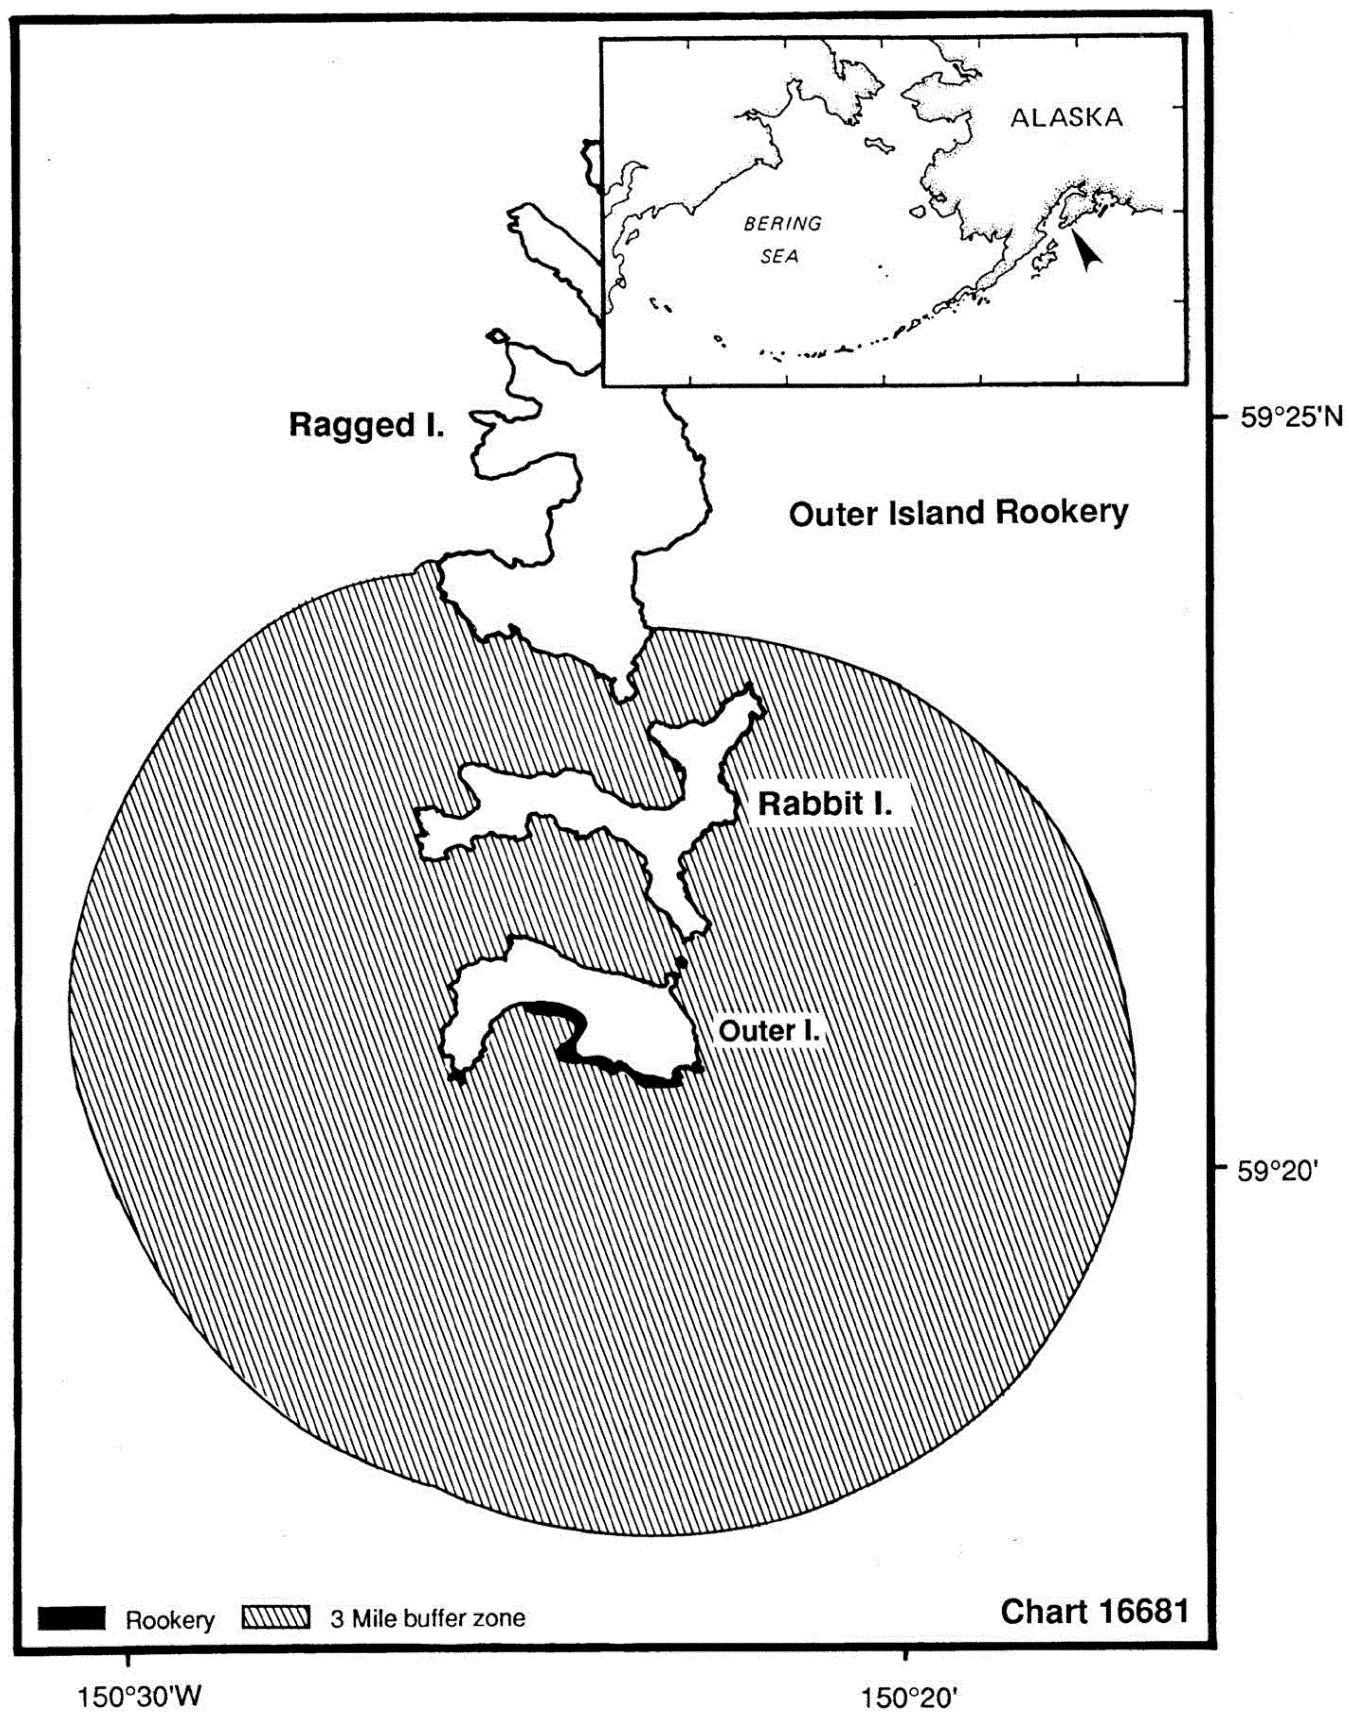 ALASKA
BERING
SEA
Ragged I.
59°25'N
Outer Island Rookery
Rabbit I.
Outer I.
59°20'
Rookery
3 Mile buffer zone
Chart 16681
150°30'W
150°20'